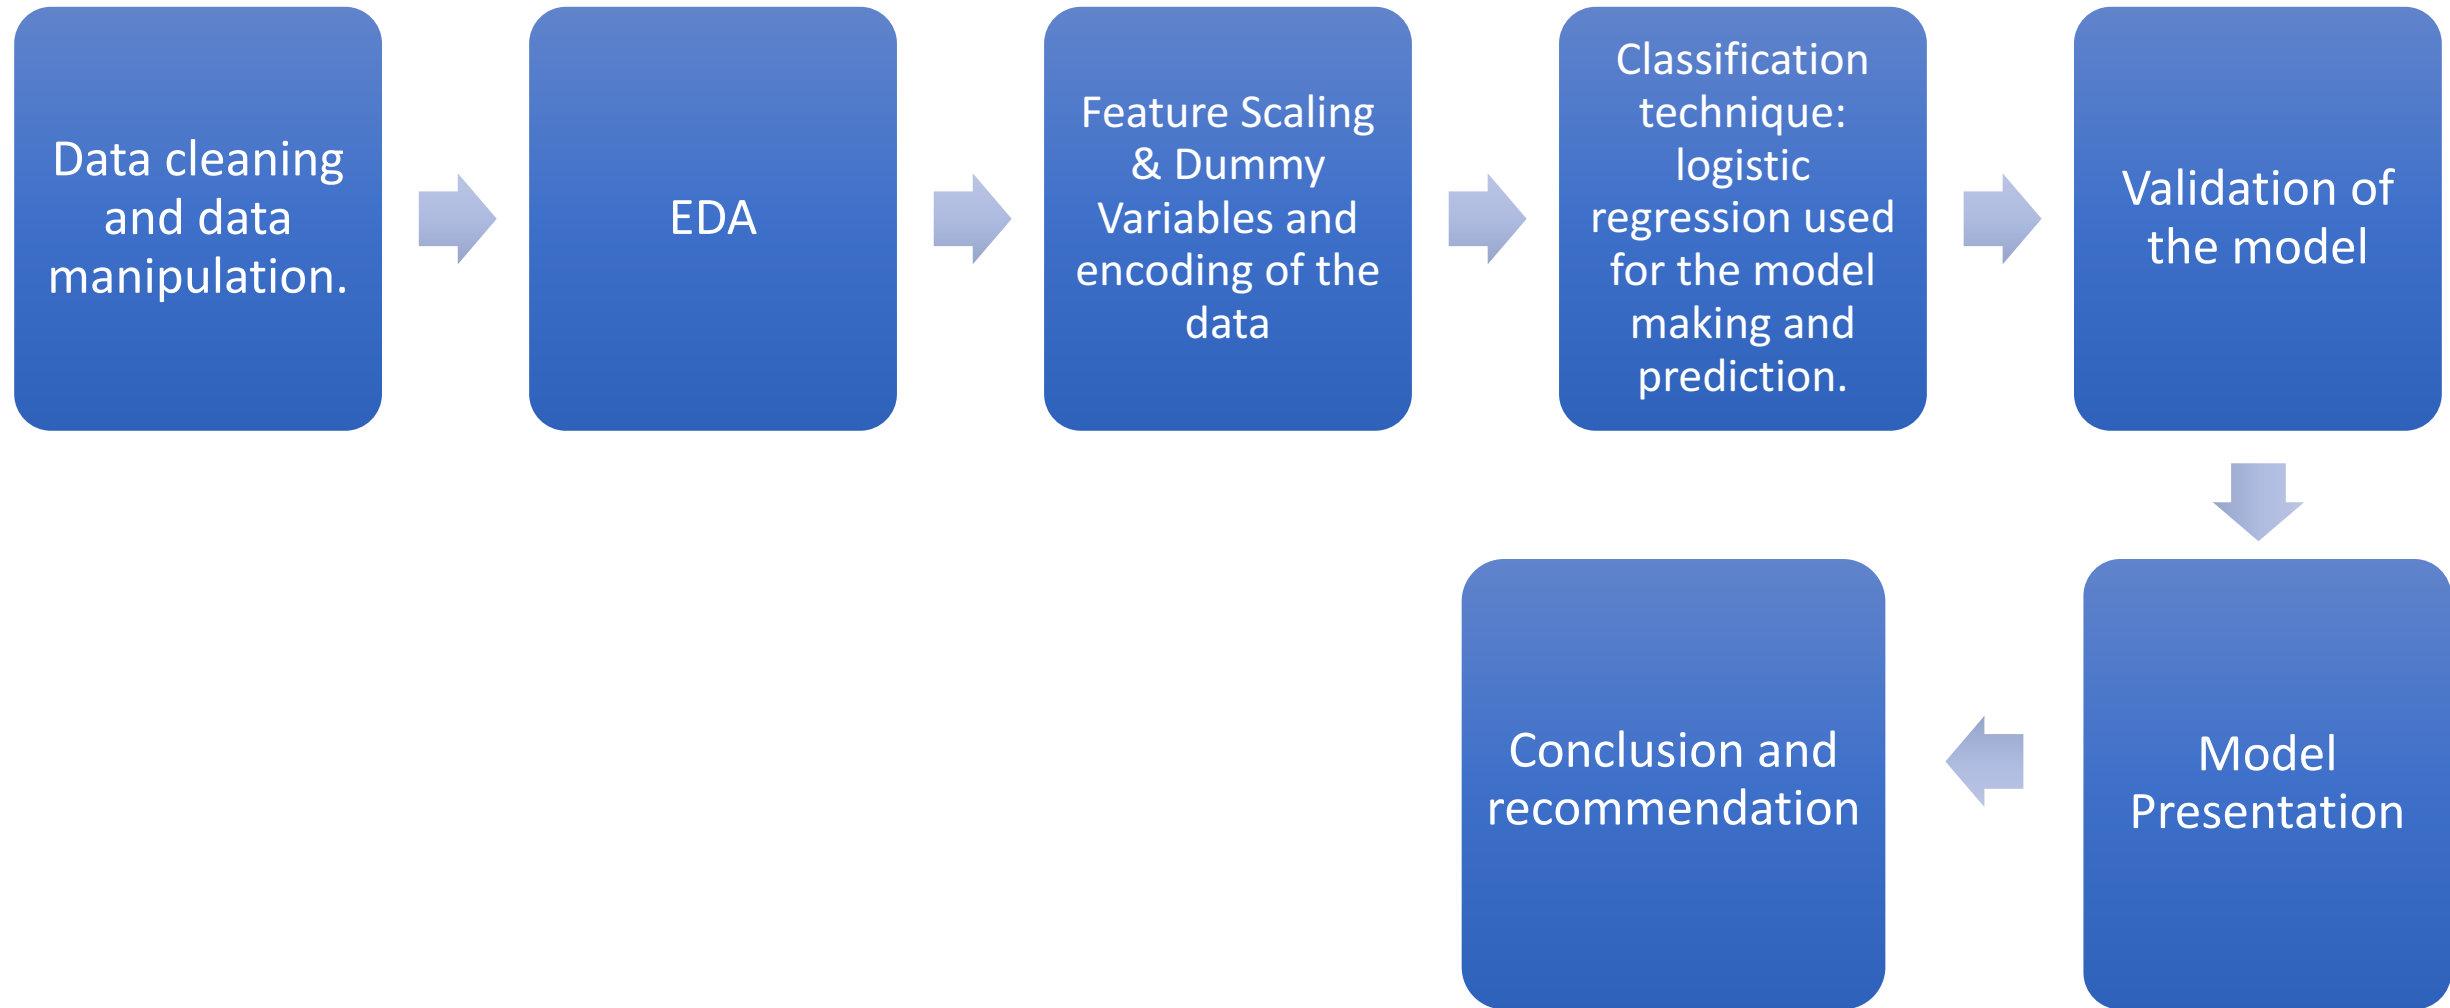 Data cleaning
and data
manipulation.
EDA
Feature Scaling
& Dummy
Variables and
encoding of the
data
Classification
technique:
logistic
regression used
for the model
making and
prediction.
Validation of
the model
Model
Presentation
Conclusion and
recommendation